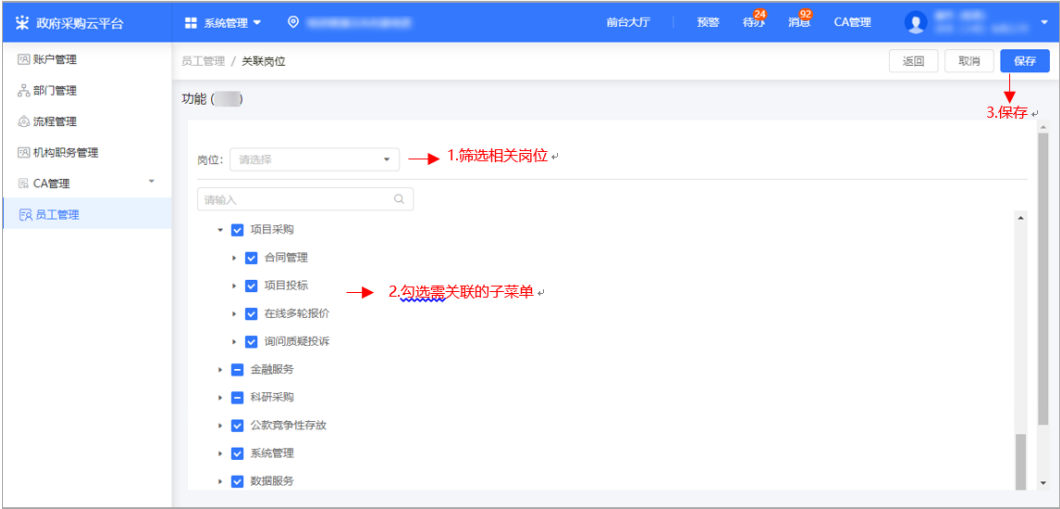 政府采购云平台
系统管理
前台大厅
预警
待办
24
消息
92
CA管理
账户管理
部门管理
流程管理
机构职务管理
CA管理
员工管理
员工管理 / 关联岗位
返回
取消
保存
功能 ( )
3.保存
岗位：
请选择
1.筛选相关岗位
请输入
项目采购
合同管理
项目投标
2.勾选需关联的子菜单
在线多轮报价
询问质疑投诉
金融服务
科研采购
公款竞争性存放
系统管理
数据服务